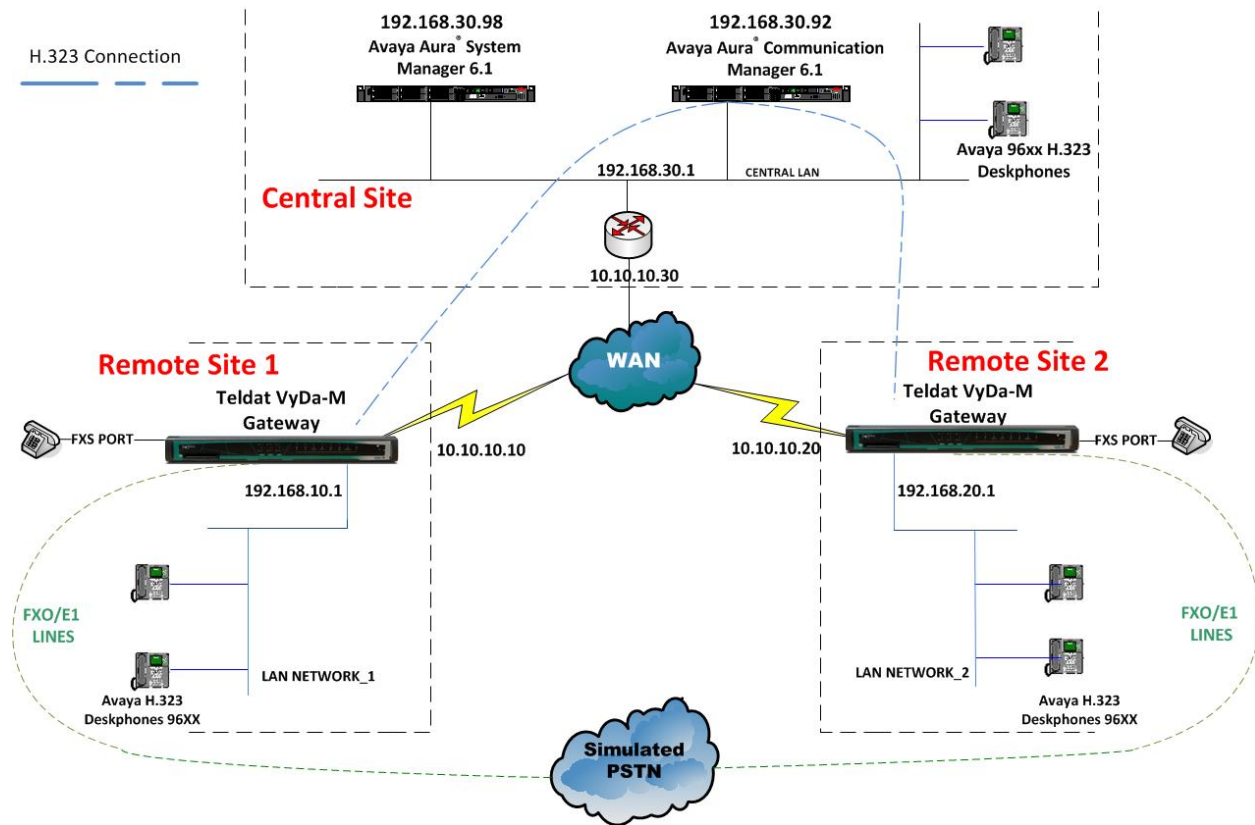 192.168.30.98
Avaya Aura® System
Manager 6.1
192.168.30.92
Avaya Aura® Communication
Manager 6.1
H.323 Connection
Avaya 96xx H.323
Deskphones
192.168.30.1
CENTRAL LAN
Central Site
10.10.10.30
WAN
Remote Site 1
Teldat VyDa-M
Gateway
FXS PORT
10.10.10.10
192.168.10.1
FXO/E1
LINES
LAN NETWORK_1
Avaya H.323
Deskphones 96XX
Remote Site 2
Teldat VyDa-M
Gateway
10.10.10.20
FXS PORT
192.168.20.1
FXO/E1
LINES
LAN NETWORK_2
Avaya H.323
Deskphones 96XX
Simulated
PSTN